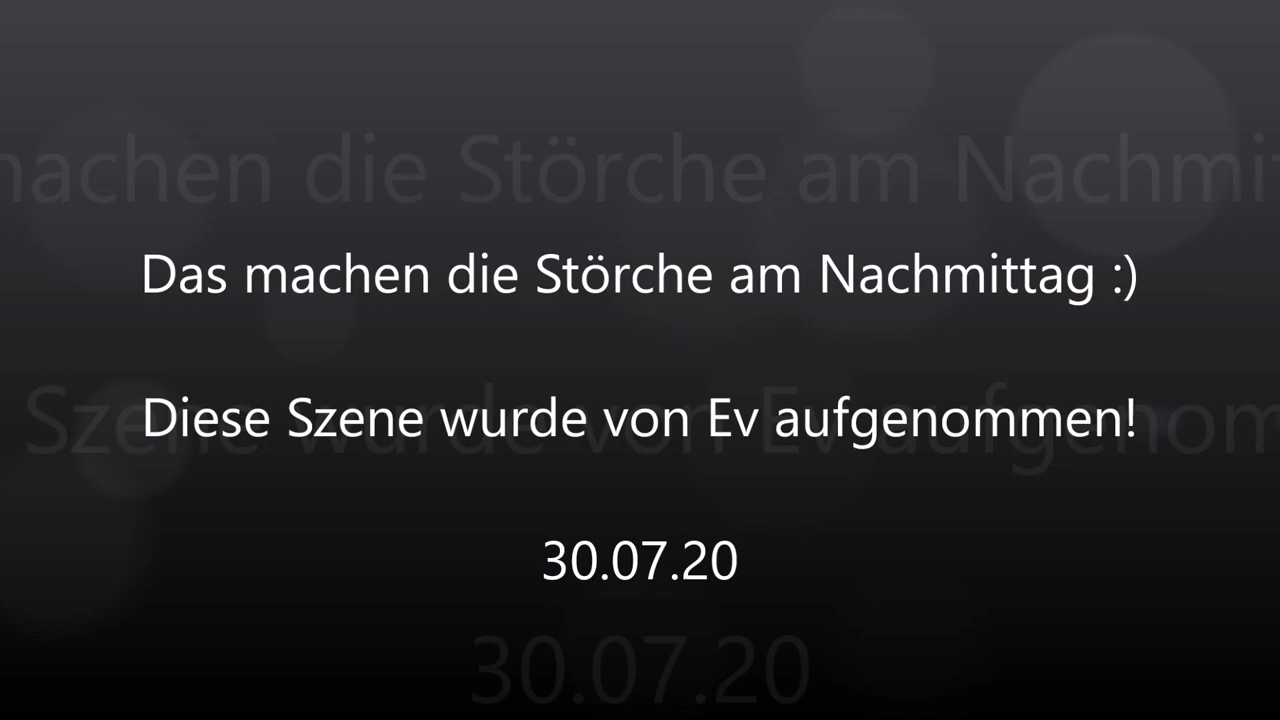 Das machen die Störche am Nachmittag :)
Diese Szene wurde von Ev aufgenommen!
30.07.20